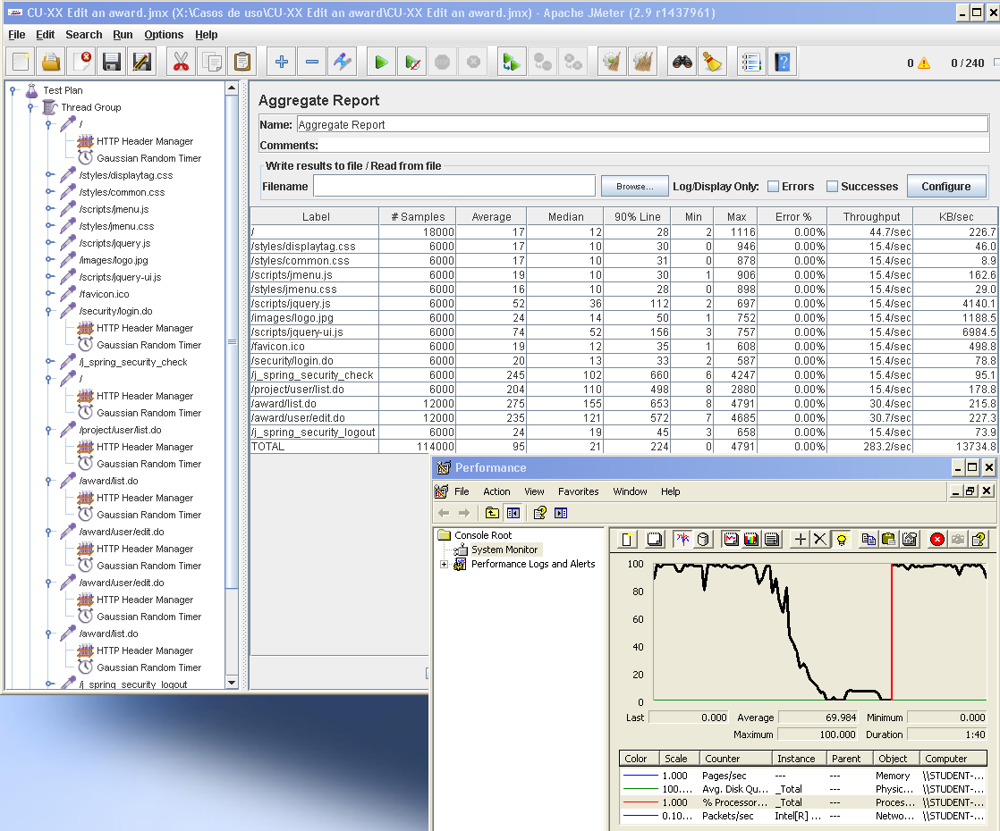 CU-XX Edit an award.jmx (X:\Casos de uso\CU-XX Edit an award\CU-XX Edit an award.jmx) - Apache JMeter (2.9 r1437961)
File Edit Search Run Options Help
0 0 / 240
Test Plan
Thread Group
/
HTTP Header Manager
Gaussian Random Timer
/styles/displaytag.css
/styles/common.css
/scripts/jmenu.js
/styles/jmenu.css
/scripts/jquery.js
/images/logo.jpg
/scripts/jquery-ui.js
/favicon.ico
/security/login.do
HTTP Header Manager
Gaussian Random Timer
/j_spring_security_check
/
HTTP Header Manager
Gaussian Random Timer
/project/user/list.do
HTTP Header Manager
Gaussian Random Timer
/award/list.do
HTTP Header Manager
Gaussian Random Timer
/award/user/edit.do
HTTP Header Manager
Gaussian Random Timer
/award/user/edit.do
HTTP Header Manager
Gaussian Random Timer
/award/list.do
HTTP Header Manager
Gaussian Random Timer
/j_spring_security_logout
Aggregate Report
Name: Aggregate Report
Comments:
Write results to file / Read from file
Filename Browse... Log/Display Only: Errors Successes Configure
Label # Samples Average Median 90% Line Min Max Error % Throughput KB/sec
/ 18000 17 12 28 2 1116 0.00% 44.7/sec 226.7
/styles/displaytag.css 6000 17 10 30 0 946 0.00% 15.4/sec 46.0
/styles/common.css 6000 17 10 31 0 878 0.00% 15.4/sec 8.9
/scripts/jmenu.js 6000 19 10 30 1 906 0.00% 15.4/sec 162.6
/styles/jmenu.css 6000 16 10 28 0 898 0.00% 15.4/sec 29.0
/scripts/jquery.js 6000 52 36 112 2 697 0.00% 15.4/sec 4140.1
/images/logo.jpg 6000 24 14 50 1 752 0.00% 15.4/sec 1188.5
/scripts/jquery-ui.js 6000 74 52 156 3 757 0.00% 15.4/sec 6984.5
/favicon.ico 6000 19 12 35 1 608 0.00% 15.4/sec 498.8
/security/login.do 6000 20 13 33 2 587 0.00% 15.4/sec 78.8
/j_spring_security_check 6000 245 102 660 6 4247 0.00% 15.4/sec 95.1
/project/user/list.do 6000 204 110 498 8 2880 0.00% 15.4/sec 178.8
/award/list.do 12000 275 155 653 8 4791 0.00% 30.4/sec 215.8
/award/user/edit.do 12000 235 121 572 7 4685 0.00% 30.7/sec 227.3
/j_spring_security_logout 6000 24 19 45 3 658 0.00% 15.4/sec 73.9
TOTAL 114000 95 21 224 0 4791 0.00% 283.2/sec 13734.8
Performance
File Action View Favorites Window Help
Console Root
System Monitor
Performance Logs and Alerts
100
80
60
40
20
0
Last 0.000 Average 69.984 Minimum 0.000
Maximum 100.000 Duration 1:40
Color Scale Counter Instance Parent Object Computer
1.000 Pages/sec --- --- Memory \\STUDENT-...
100.... Avg. Disk Qu... _Total --- Physic... \\STUDENT-...
1.000 % Processor... _Total --- Proces... \\STUDENT-...
0.10... Packets/sec Intel[R] ... --- Netwo... \\STUDENT-...